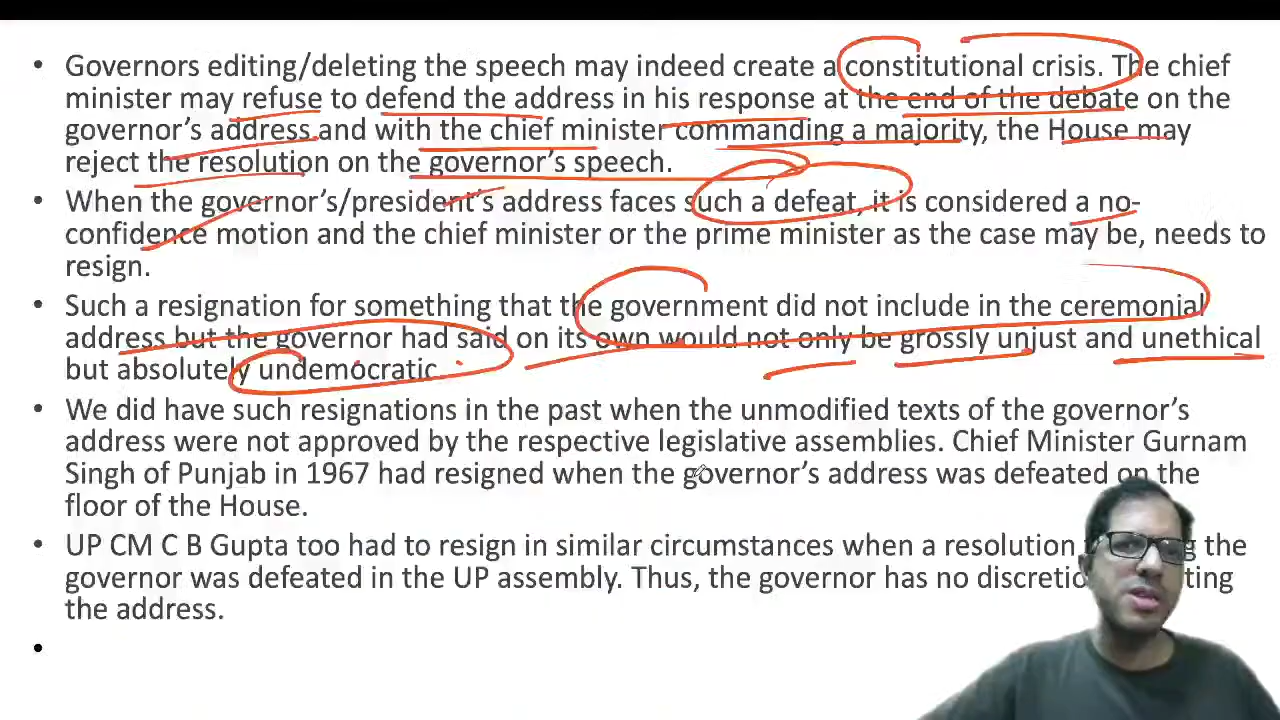 • Governors editing/deleting the speech may indeed create a constitutional crisis. The chief
minister may refuse to defend the address in his response at the end of the debate on the
governor's address and with the chief minister commanding a majority, the House may
reject the resolution on the governor's speech.
• When the governor's/president's address faces such a defeat, it is considered a no-
confidence motion and the chief minister or the prime minister as the case may be, needs to
resign.
• Such a resignation for something that the government did not include in the ceremonial
address but the governor had said on its own would not only be grossly unjust and unethical
but absolutely undemocratic.
• We did have such resignations in the past when the unmodified texts of the governor's
address were not approved by the respective legislative assemblies. Chief Minister Gurnam
Singh of Punjab in 1967 had resigned when the governor's address was defeated on the
floor of the House.
• UP CM C B Gupta too had to resign in similar circumstances when a resolution the
governor was defeated in the UP assembly. Thus, the governor has no
the address.
•